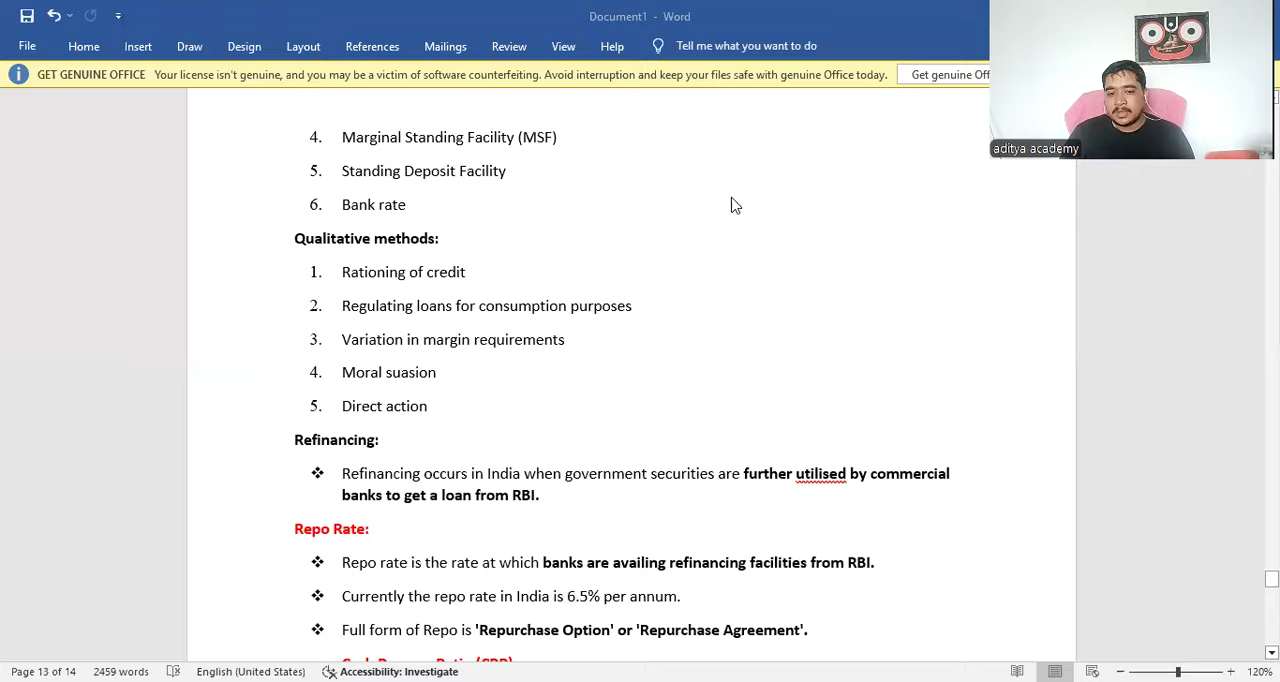 Document1 - Word
File Home Insert Draw Design Layout References Mailings Review View Help Tell me what you want to do
GET GENUINE OFFICE Your license isn't genuine, and you may be a victim of software counterfeiting. Avoid interruption and keep your files safe with genuine Office today. Get genuine Off
aditya academy
4. Marginal Standing Facility (MSF)
5. Standing Deposit Facility
6. Bank rate
Qualitative methods:
1. Rationing of credit
2. Regulating loans for consumption purposes
3. Variation in margin requirements
4. Moral suasion
5. Direct action
Refinancing:
❖ Refinancing occurs in India when government securities are further utilised by commercial
banks to get a loan from RBI.
Repo Rate:
❖ Repo rate is the rate at which banks are availing refinancing facilities from RBI.
❖ Currently the repo rate in India is 6.5% per annum.
❖ Full form of Repo is 'Repurchase Option' or 'Repurchase Agreement'.
Page 13 of 14 2459 words English (United States) Accessibility: Investigate 120%